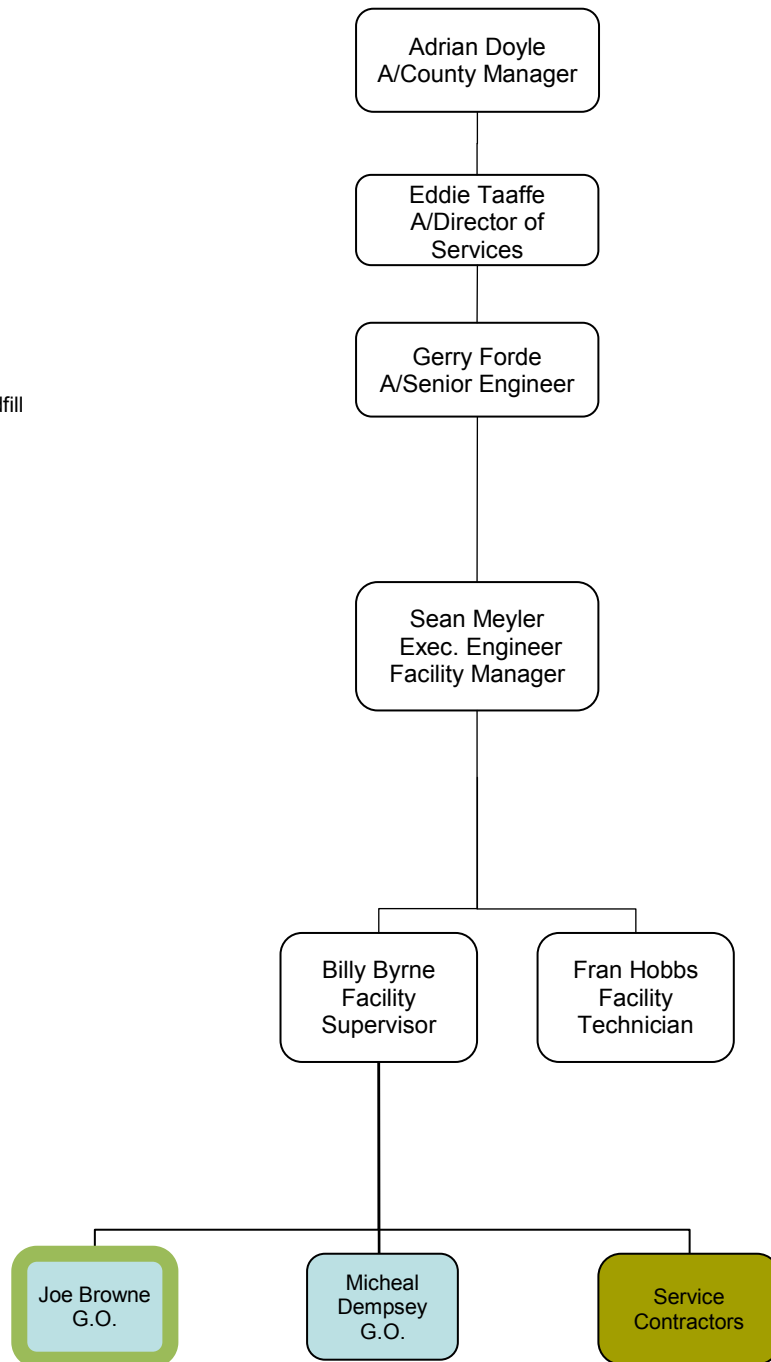 Adrian Doyle
A/County Manager
Eddie Taaffe
A/Director of
Services
Gerry Forde
A/Senior Engineer
Sean Meyler
Exec. Engineer
Facility Manager
Billy Byrne
Facility
Supervisor
Fran Hobbs
Facility
Technician
Joe Browne
G.O.
Micheal
Dempsey
G.O.
Service
Contractors